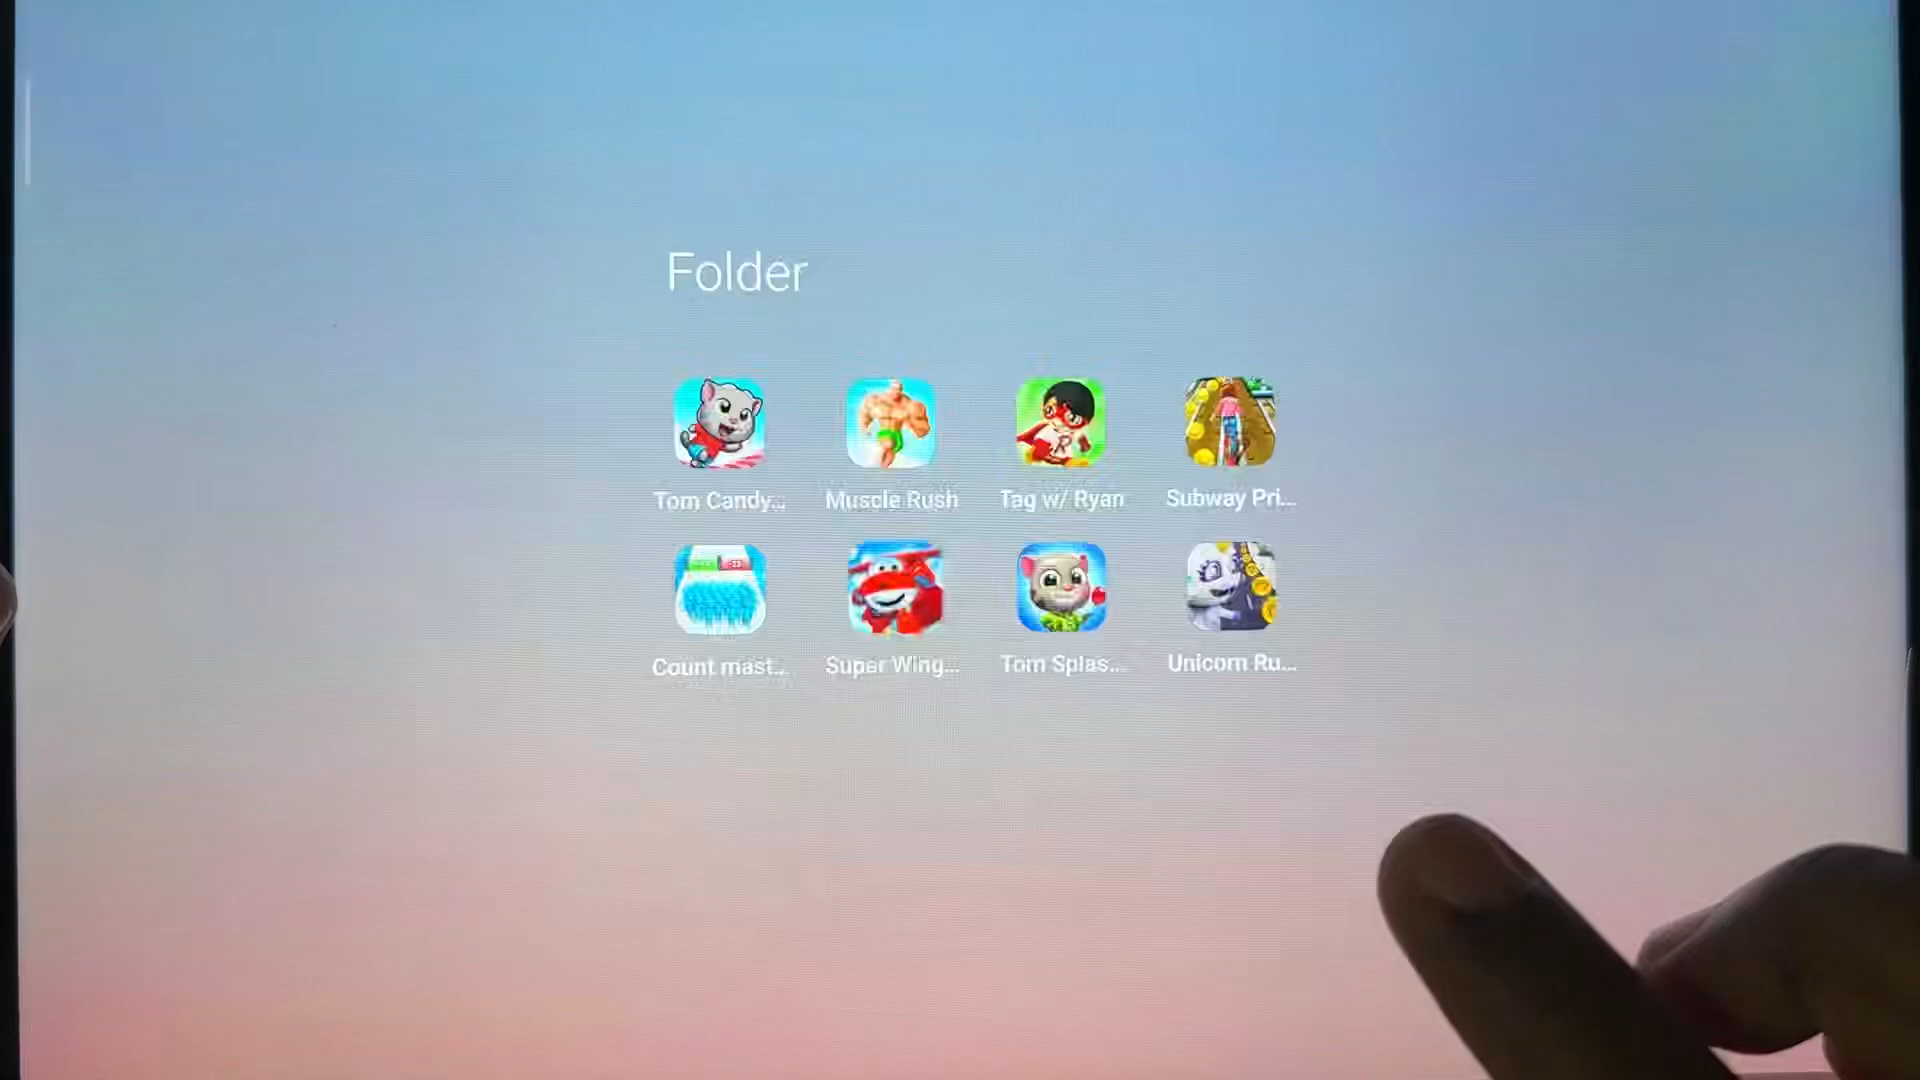 Folder
Tom Candy... Muscle Rush Tag w/ Ryan Subway Pri...
Count mast... Super Wing... Tom Splas... Unicorn Ru...